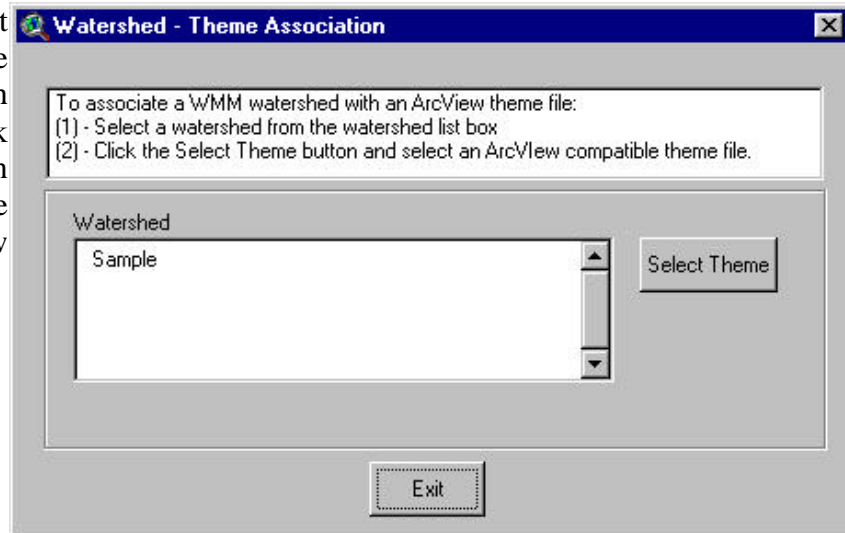 Watershed - Theme Association
To associate a WMM watershed with an ArcView theme file:
(1) - Select a watershed from the watershed list box
(2) - Click the Select Theme button and select an ArcVIew compatible theme file.
Watershed
Sample
Select Theme
Exit